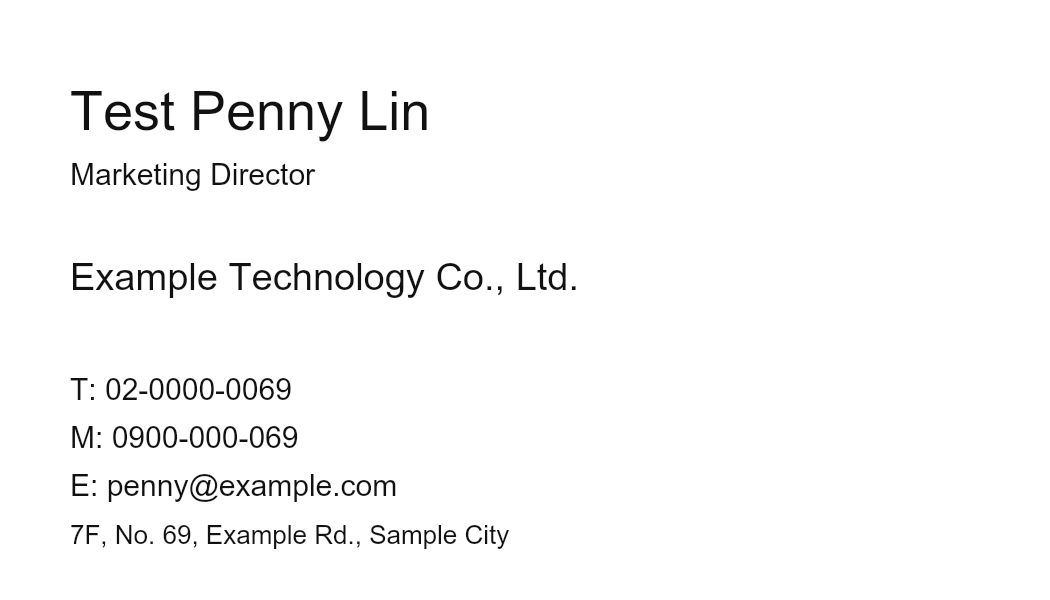 Test Penny Lin
Marketing Director
Example Technology Co., Ltd.
T: 02-0000-0069
M: 0900-000-069
E: penny@example.com
7F, No. 69, Example Rd., Sample City